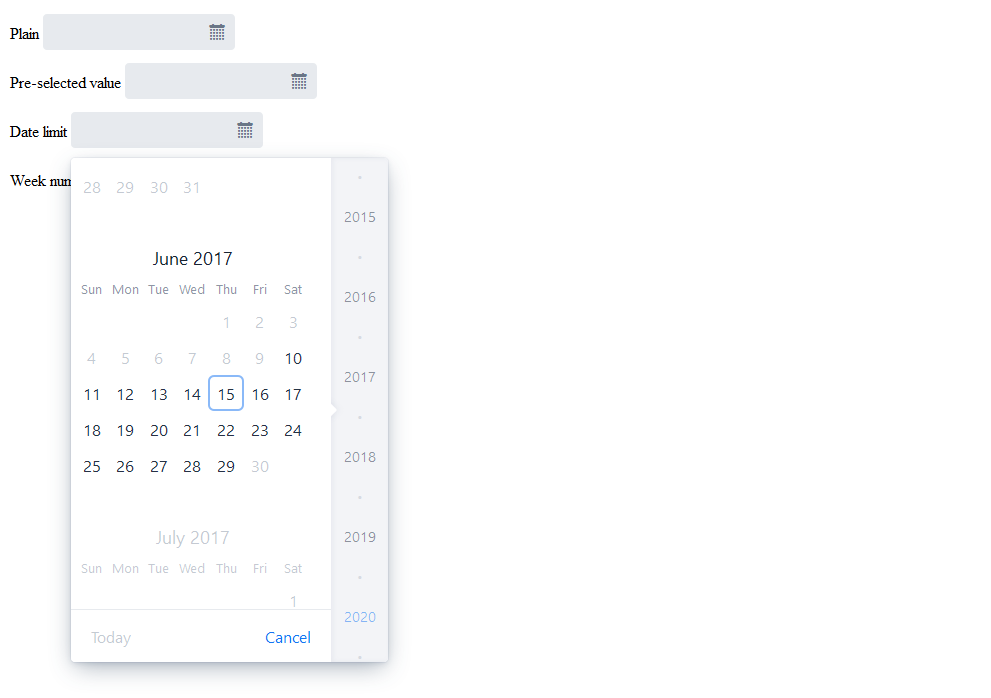 Plain
Pre-selected value
Date limit
Week num
28 29 30 31
June 2017
Sun Mon Tue Wed Thu Fri Sat
1 2 3
4 5 6 7 8 9 10
11 12 13 14 15 16 17
18 19 20 21 22 23 24
25 26 27 28 29 30
July 2017
Sun Mon Tue Wed Thu Fri Sat
1
Today Cancel
2015
2016
2017
2018
2019
2020